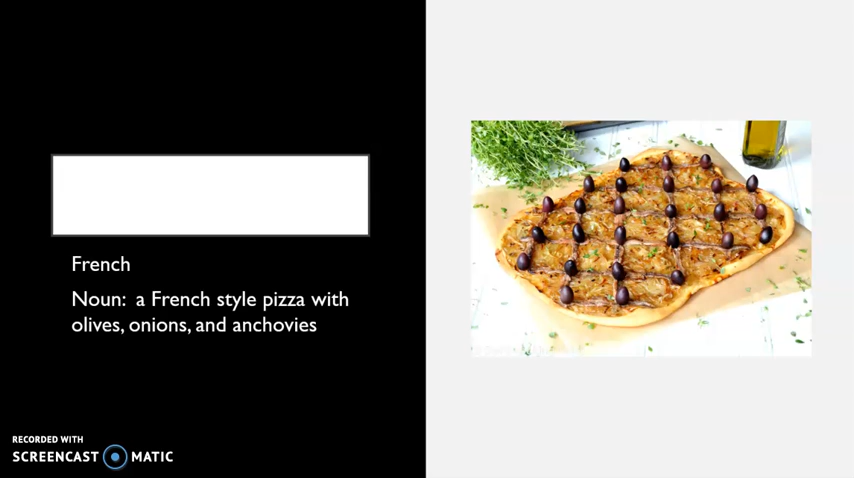 French
Noun:  a French style pizza with
olives, onions, and anchovies
RECORDED WITH
SCREENCAST MATIC